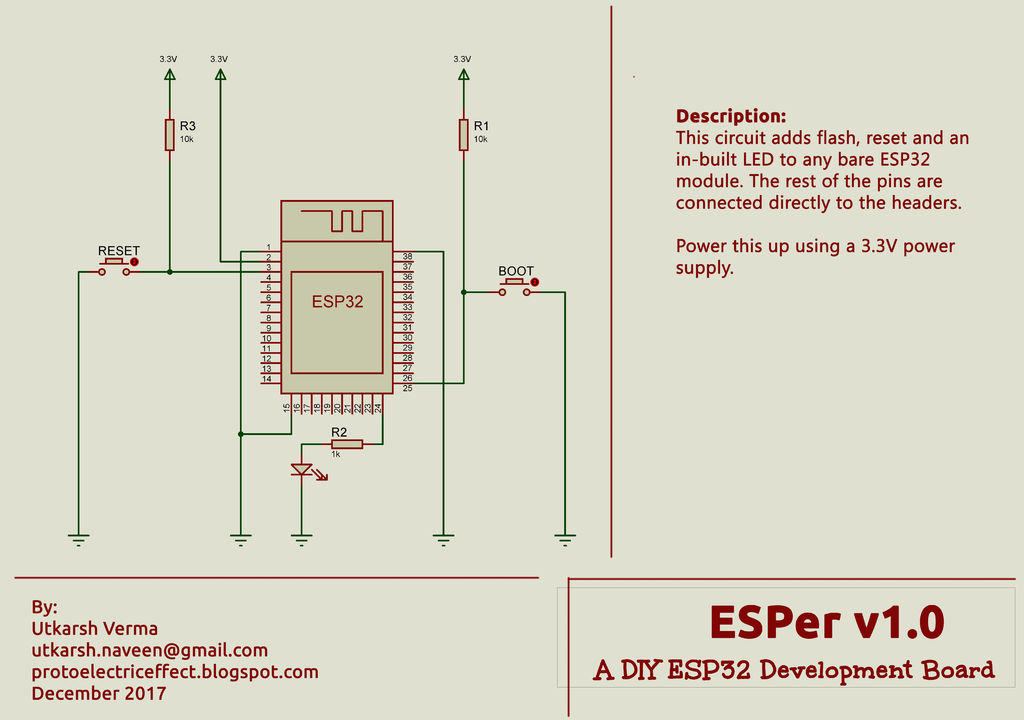 3.3V
3.3V
3.3V
R3
10k
R1
10k
RESET
BOOT
ESP32
1
2
3
4
5
6
7
8
9
10
11
12
13
14
38
37
36
35
34
33
32
31
30
29
28
27
26
25
15
16
17
18
19
20
21
22
23
24
R2
1k
Description:
This circuit adds flash, reset and an
in-built LED to any bare ESP32
module. The rest of the pins are
connected directly to the headers.
Power this up using a 3.3V power
supply.
By:
Utkarsh Verma
utkarsh.naveen@gmail.com
protoelectriceffect.blogspot.com
December 2017
ESPer v1.0
A DIY ESP32 Development Board